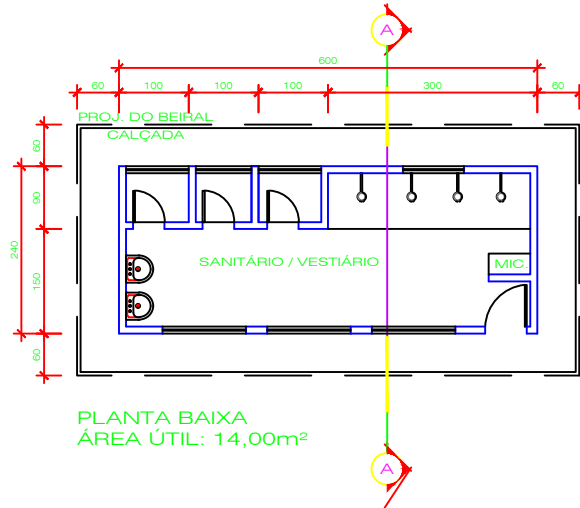 A
600
60 100 100 100 300 60
PROJ. DO BEIRAL
CALÇADA
60
90
240
150
60
SANITÁRIO / VESTIÁRIO
MIC.
PLANTA BAIXA
ÁREA ÚTIL: 14,00m²
A